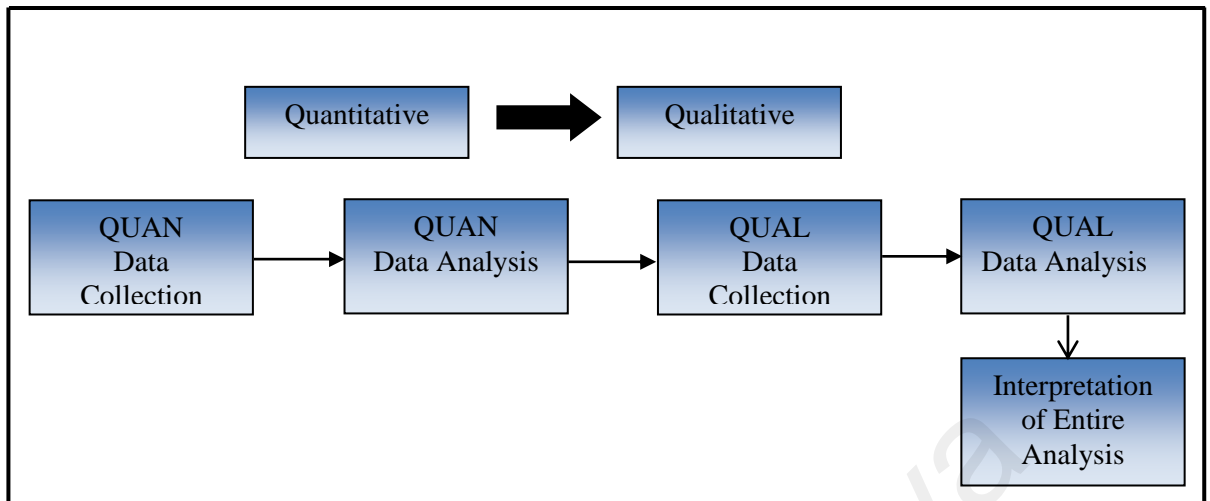 Quantitative
Qualitative
QUAN
Data
Collection
QUAN
Data Analysis
QUAL
Data
Collection
QUAL
Data Analysis
Interpretation
of Entire
Analysis